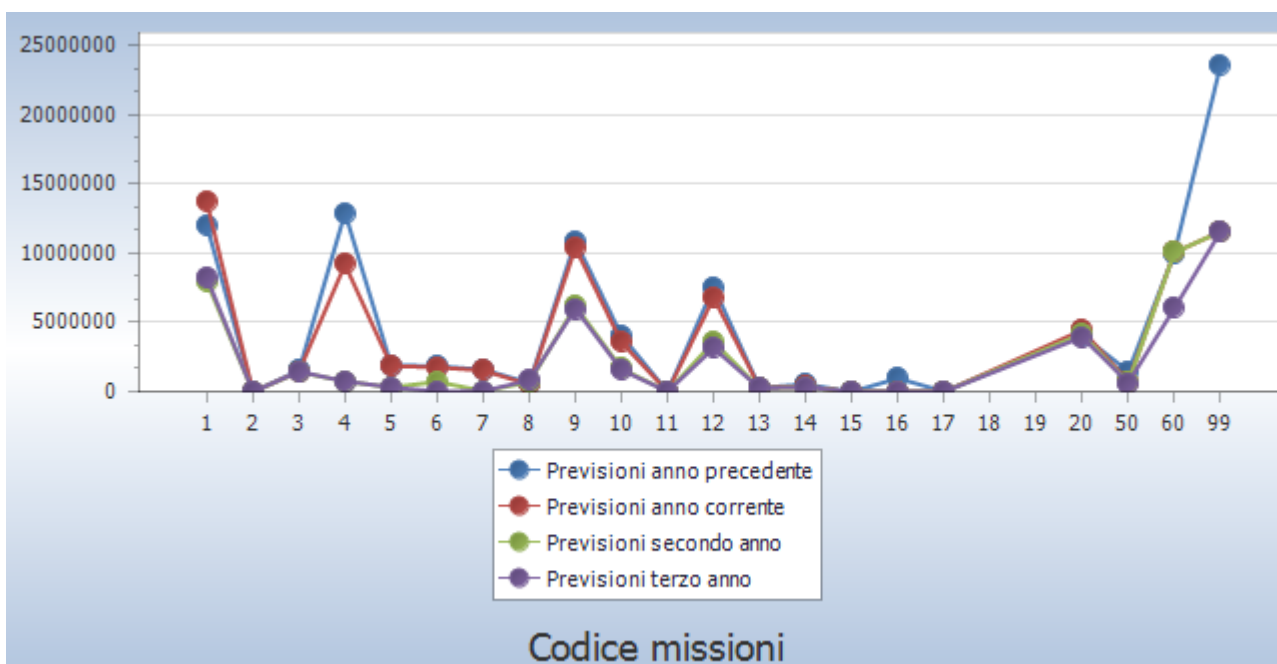 25000000
20000000
15000000
10000000
5000000
0
1 2 3 4 5 6 7 8 9 10 11 12 13 14 15 16 17 18 19 20 50 60 99
Previsioni anno precedente
Previsioni anno corrente
Previsioni secondo anno
Previsioni terzo anno
Codice missioni